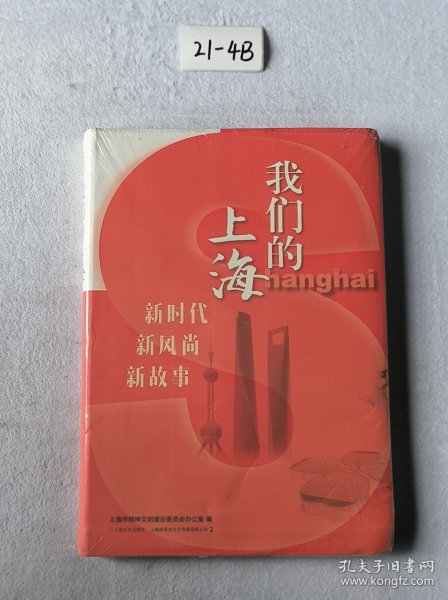 21-4B
我们的
上海
hanghai
新时代
新风尚
新故事
上海市精神文明建设委员会办公室 编
孔夫子旧书网
www.kongfz.com